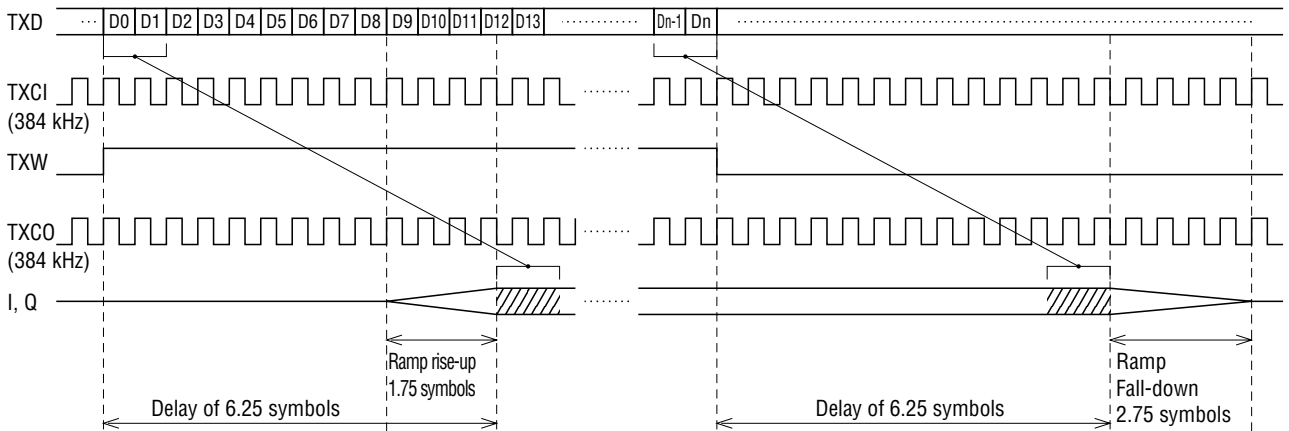 TXD ··· D0 D1 D2 D3 D4 D5 D6 D7 D8 D9 D10 D11 D12 D13 ············ Dn-1 Dn ············
TXCI ········
(384 kHz)
TXW ········
TXCO ········
(384 kHz)
I, Q ········
Ramp rise-up
1.75 symbols
Ramp
Fall-down
2.75 symbols
Delay of 6.25 symbols
Delay of 6.25 symbols